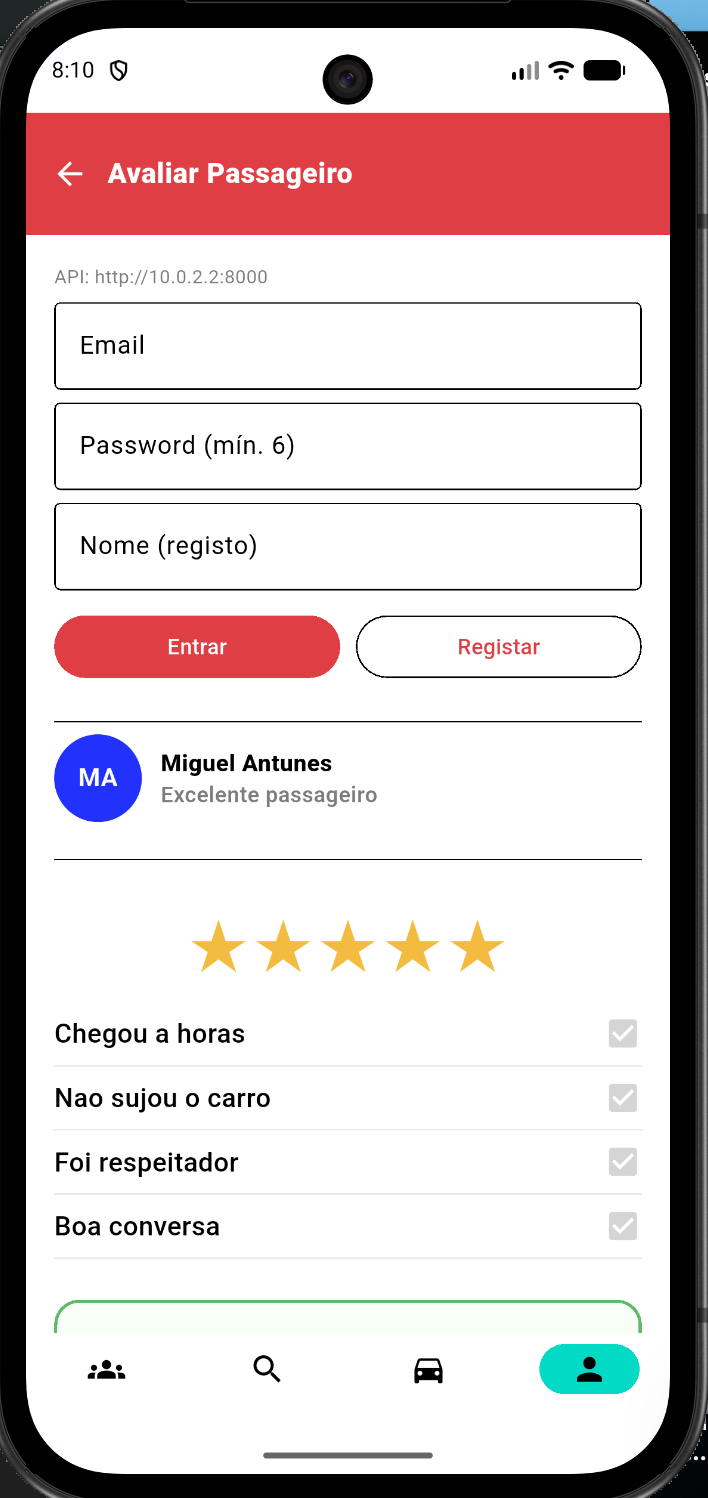 8:10
Avaliar Passageiro
API: http://10.0.2.2:8000
Email
Password (mín. 6)
Nome (registo)
Entrar
Registar
MA
Miguel Antunes
Excelente passageiro
Chegou a horas
Nao sujou o carro
Foi respeitador
Boa conversa